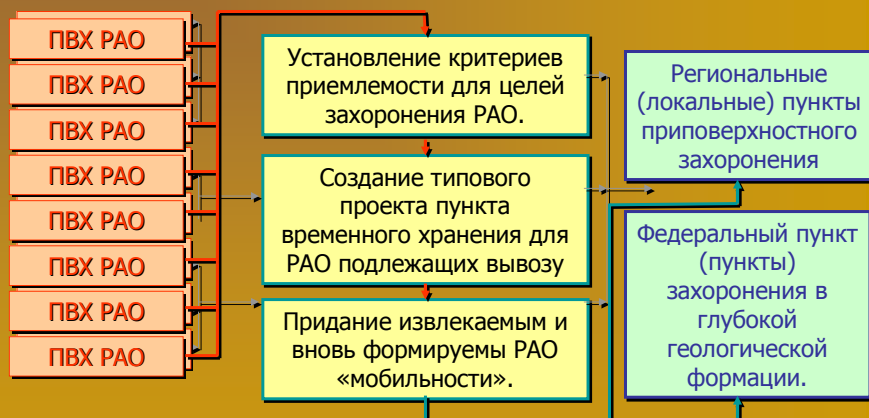 ПВХ РАО
ПВХ РАО
ПВХ РАО
ПВХ РАО
ПВХ РАО
ПВХ РАО
ПВХ РАО
ПВХ РАО
Установление критериев
приемлемости для целей
захоронения РАО.
Создание типового
проекта пункта
временного хранения для
РАО подлежащих вывозу
Придание извлекаемым и
вновь формируемы РАО
«мобильности».
Региональные
(локальные) пункты
приповерхностного
захоронения
Федеральный пункт
(пункты)
захоронения в
глубокой
геологической
формации.